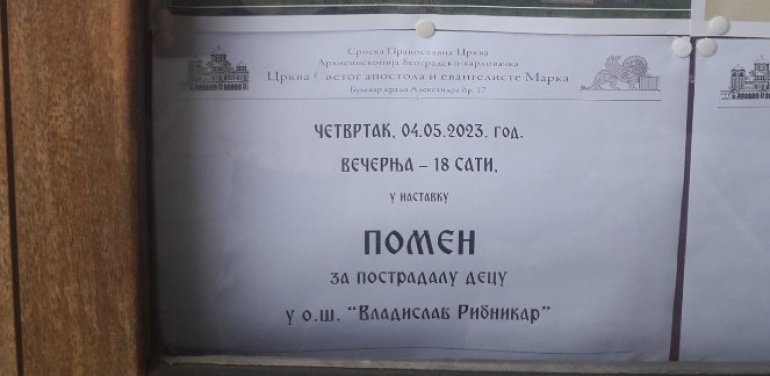 Српска Православна Црква
Архиепископија београдско-карловачка
Црква Светог апостола и евангелисте Марка
Булевар краља Александра бр. 17
ЧЕТВРТАК, 04.05.2023. год.
ВЕЧЕРЊА – 18 САТИ,
у наставку
ПОМЕН
за пострадалу децу
у о.ш. “Владислав Рибникар”